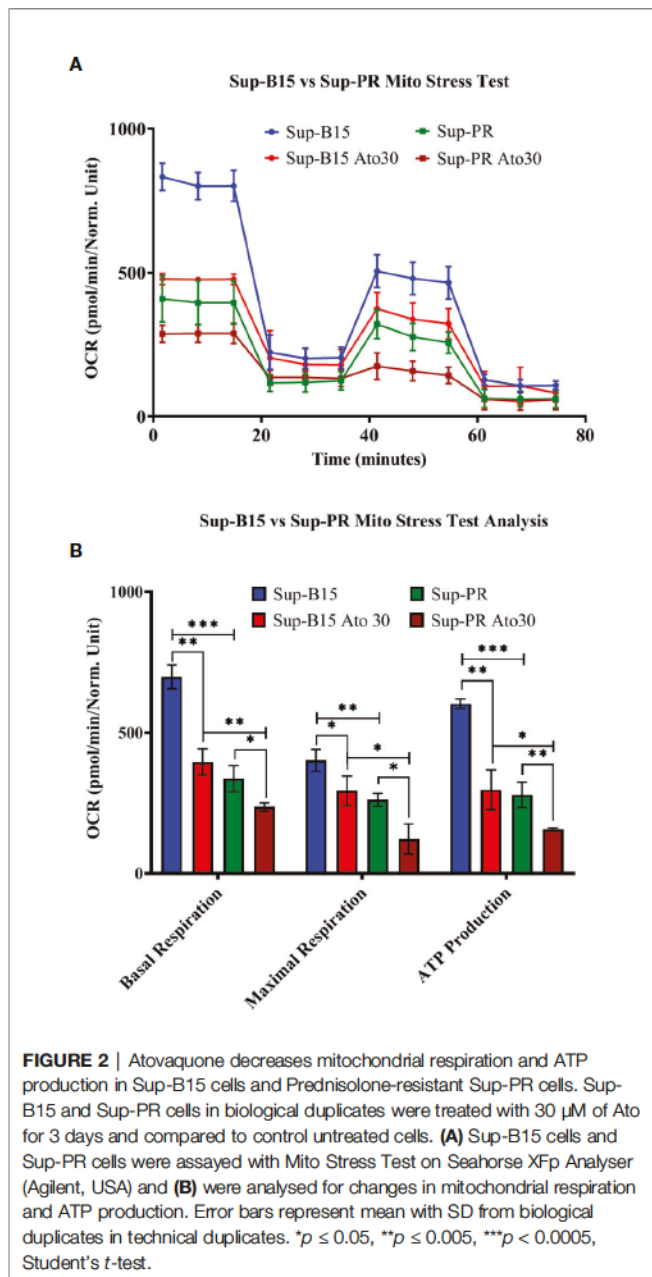 A
Sup-B15 vs Sup-PR Mito Stress Test
Sup-B15
Sup-PR
Sup-B15 Ato30
Sup-PR Ato30
OCR (pmol/min/Norm. Unit)
1000
500
0
0
20
40
60
80
Time (minutes)
Sup-B15 vs Sup-PR Mito Stress Test Analysis
B
Sup-B15
Sup-PR
Sup-B15 Ato 30
Sup-PR Ato30
OCR (pmol/min/Norm. Unit)
1000
500
0
***
**
**
*
**
*
*
*
***
**
*
**
Basal Respiration
Maximal Respiration
ATP Production
FIGURE 2 | Atovaquone decreases mitochondrial respiration and ATP
production in Sup-B15 cells and Prednisolone-resistant Sup-PR cells. Sup-
B15 and Sup-PR cells in biological duplicates were treated with 30 µM of Ato
for 3 days and compared to control untreated cells. (A) Sup-B15 cells and
Sup-PR cells were assayed with Mito Stress Test on Seahorse XFp Analyser
(Agilent, USA) and (B) were analysed for changes in mitochondrial respiration
and ATP production. Error bars represent mean with SD from biological
duplicates in technical duplicates. *p ≤ 0.05, **p ≤ 0.005, ***p < 0.0005,
Student's t-test.